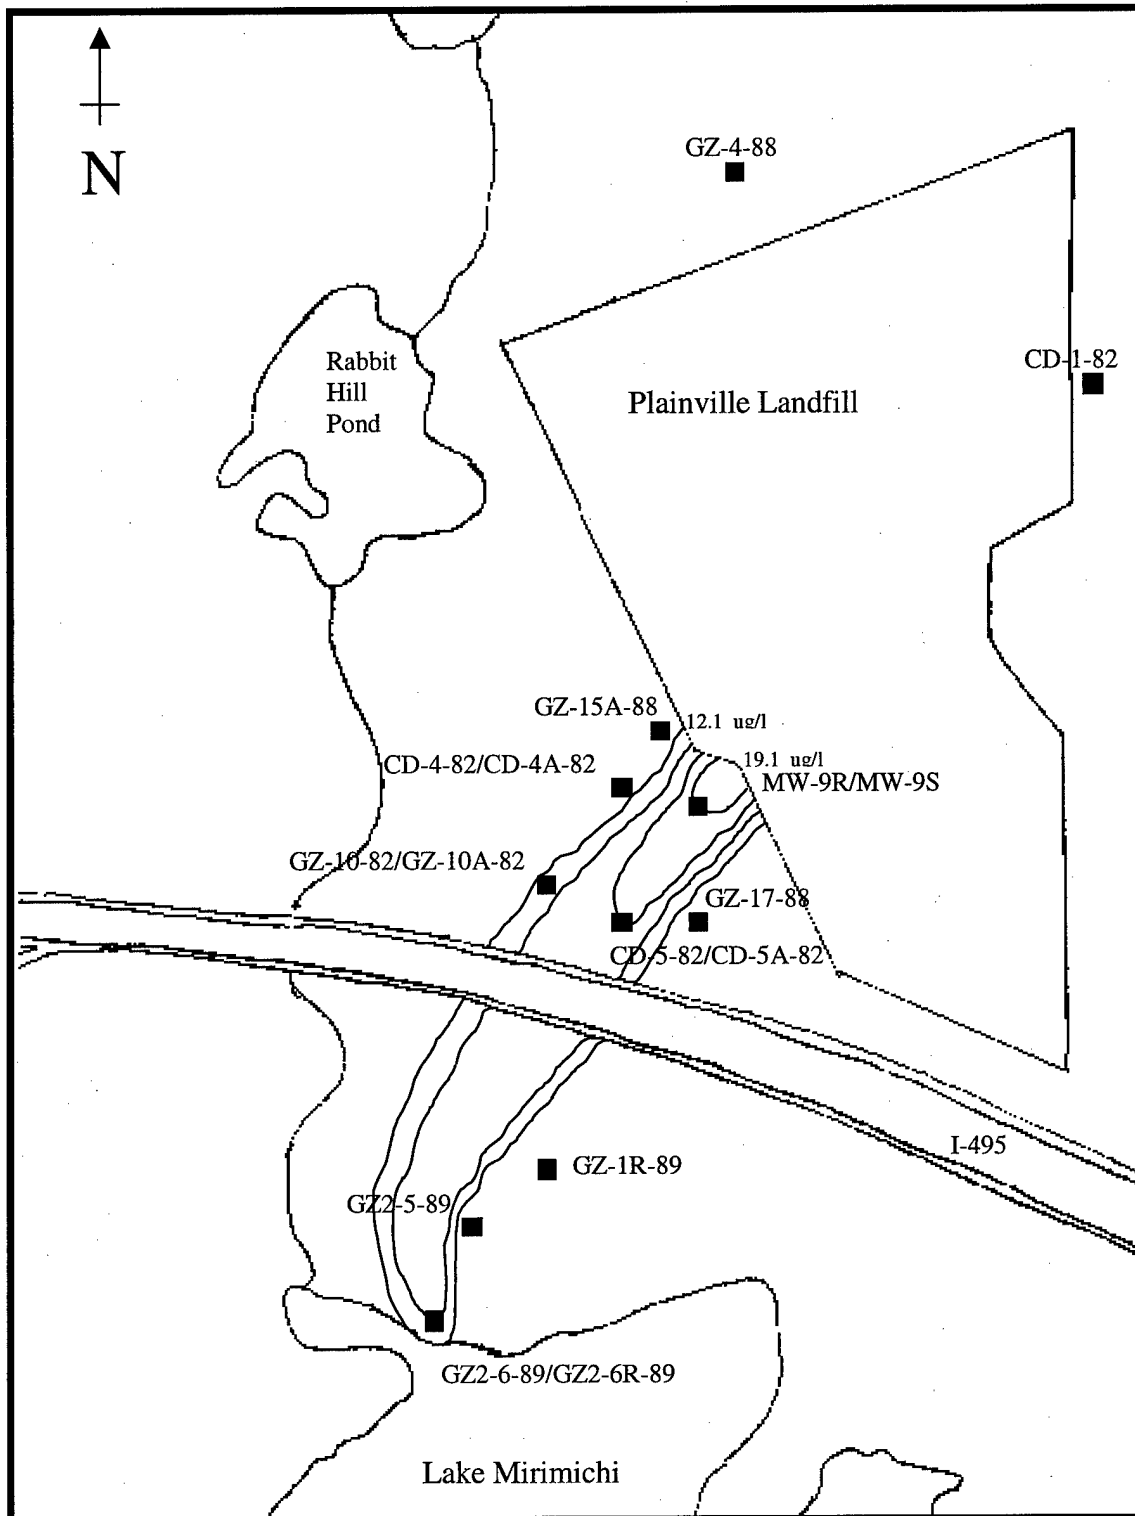 GZ-4-88
N
Rabbit
Hill
Pond
CD-1-82
Plainville Landfill
GZ-15A-88
12.1 ug/l
19.1 ug/l
CD-4-82/CD-4A-82
MW-9R/MW-9S
GZ-10-82/GZ-10A-82
GZ-17-88
CD-5-82/CD-5A-82
I-495
GZ-1R-89
GZ2-5-89
GZ2-6-89/GZ2-6R-89
Lake Mirimichi